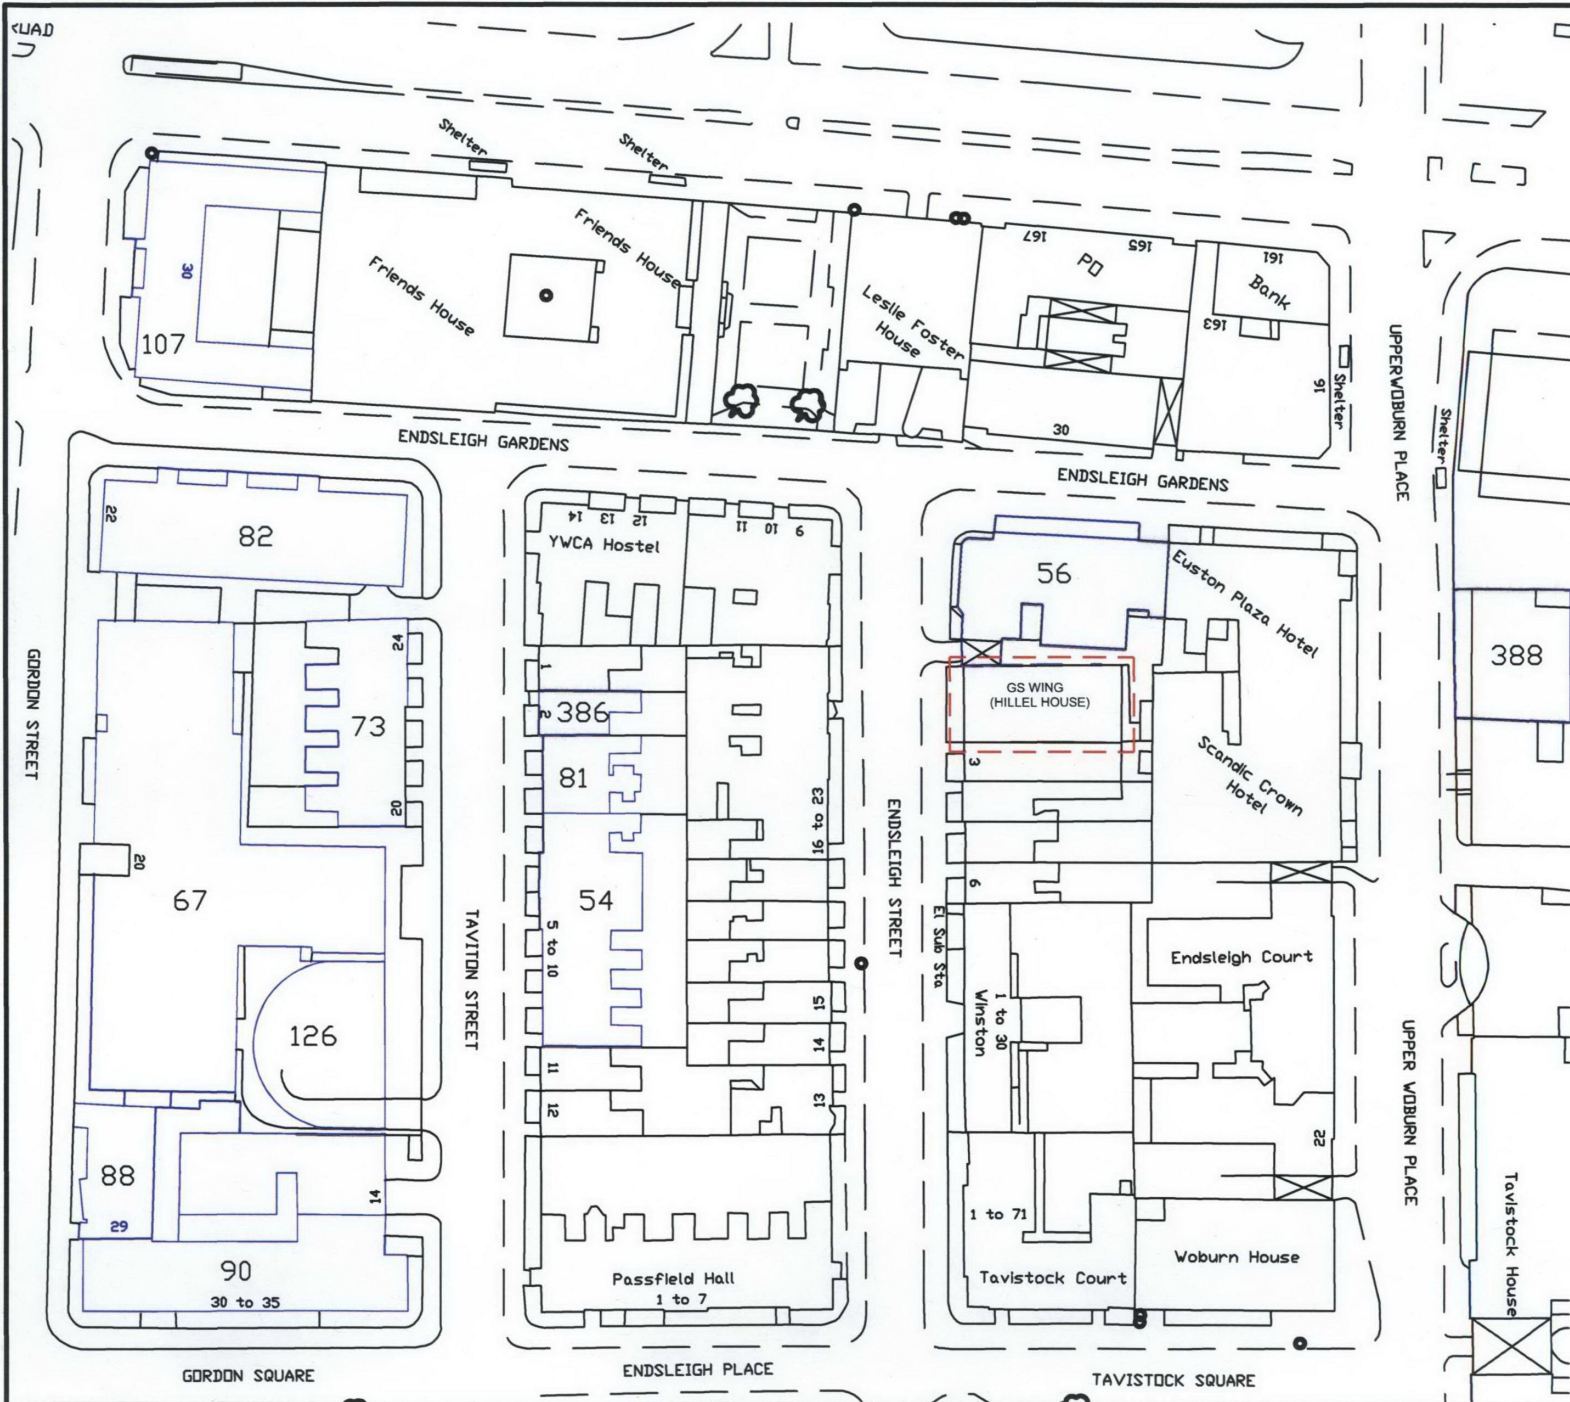 Shelter
Shelter
Friends House
Friends House
30
107
Leslie Foster
House
167
165
PO
161
Bank
163
16
Shelter
30
UPPERWOBURN PLACE
Shelter
ENDSLEIGH GARDENS
ENDSLEIGH GARDENS
22
82
14
13
12
11
10
9
YWCA Hostel
56
Euston Plaza Hotel
388
GORDON STREET
24
73
20
1
2
386
81
GS WING
(HILLEL HOUSE)
3
Scandic Crown
Hotel
16 to 23
ENDSLEIGH STREET
20
67
54
5 to 10
6
El Sub Sta
TAVITON STREET
Endsleigh Court
1 to 30
Winston
126
15
14
13
11
12
UPPER WOBURN PLACE
22
88
29
14
1 to 71
Tavistock House
90
30 to 35
Passfield Hall
1 to 7
Tavistock Court
Woburn House
GORDON SQUARE
ENDSLEIGH PLACE
TAVISTOCK SQUARE